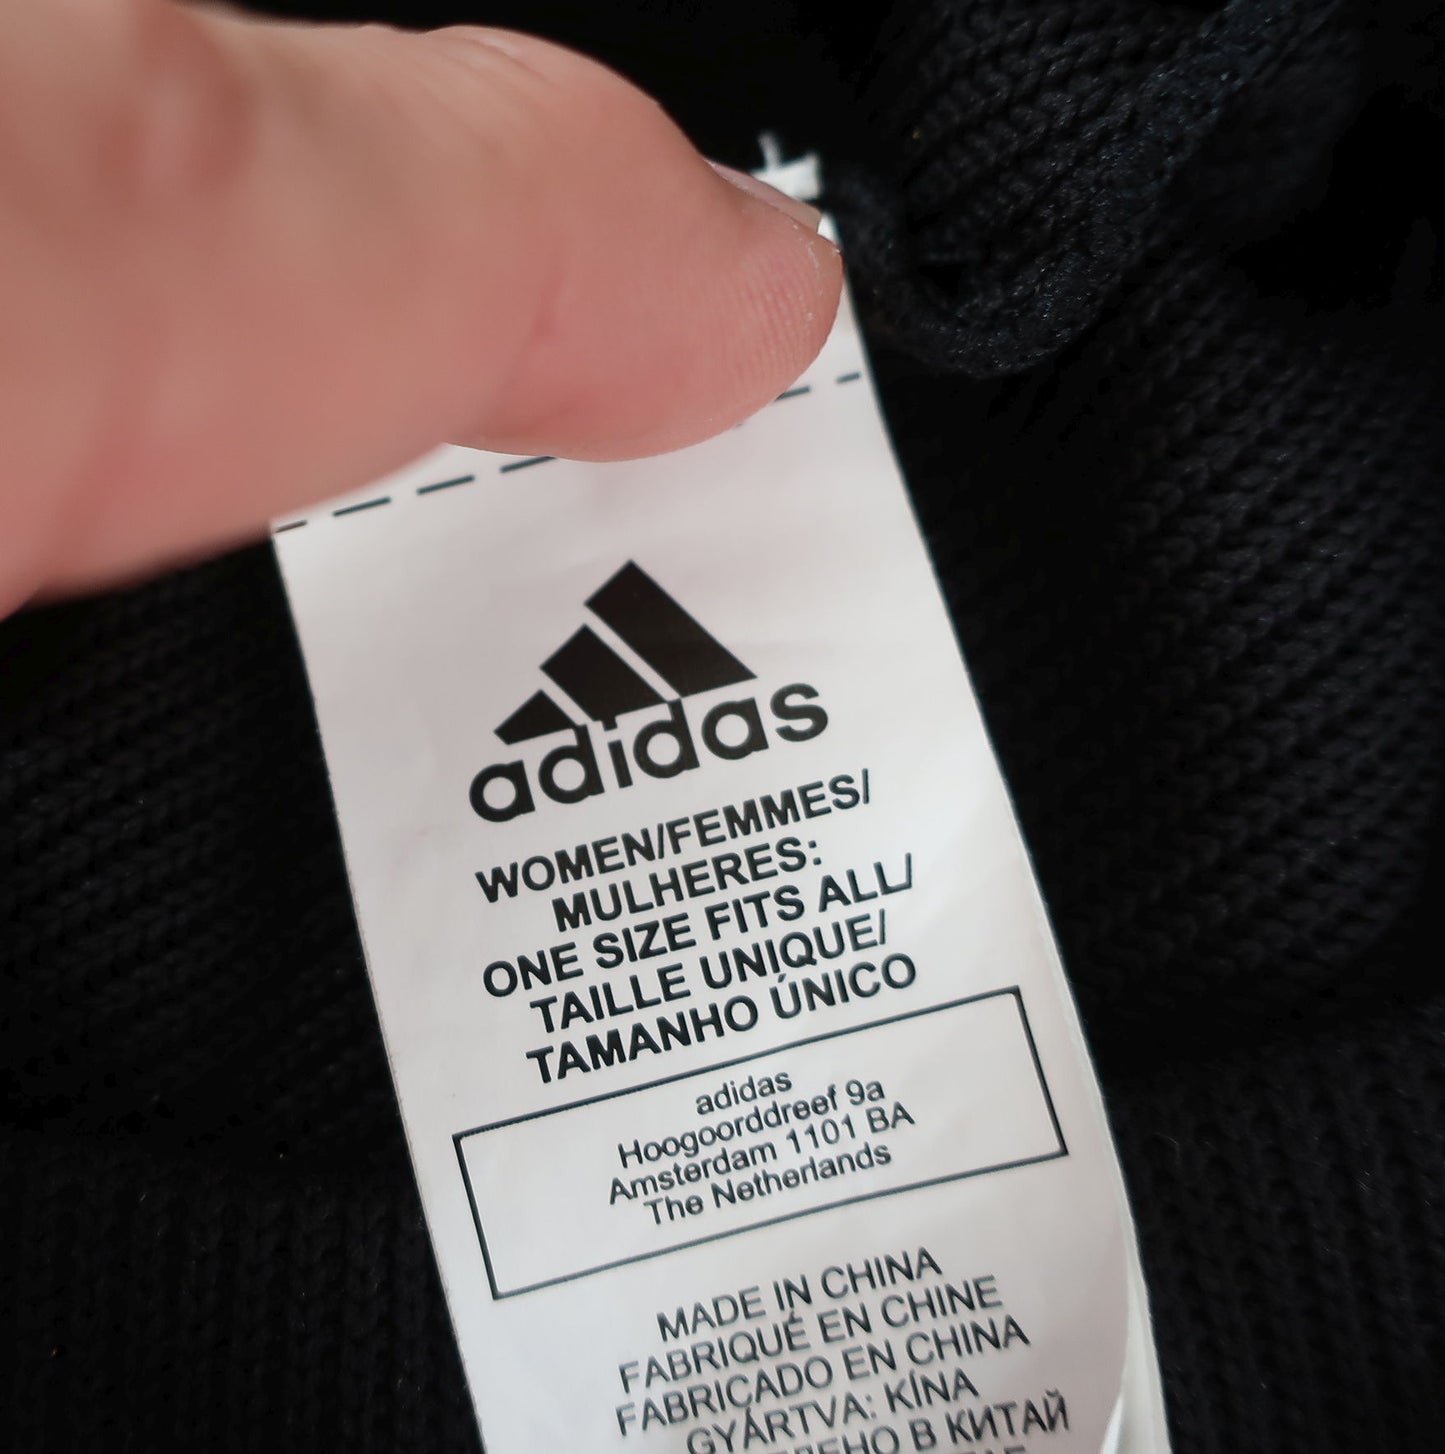 adidas
WOMEN/FEMMES/
MULHERES:
ONE SIZE FITS ALL/
TAILLE UNIQUE/
TAMANHO ÚNICO
adidas
Hoogoorddreef 9a
Amsterdam 1101 BA
The Netherlands
MADE IN CHINA
FABRIQUÉ EN CHINE
FABRICADO EN CHINA
GYÁRTVA: KÍNA
В КИТАЙ